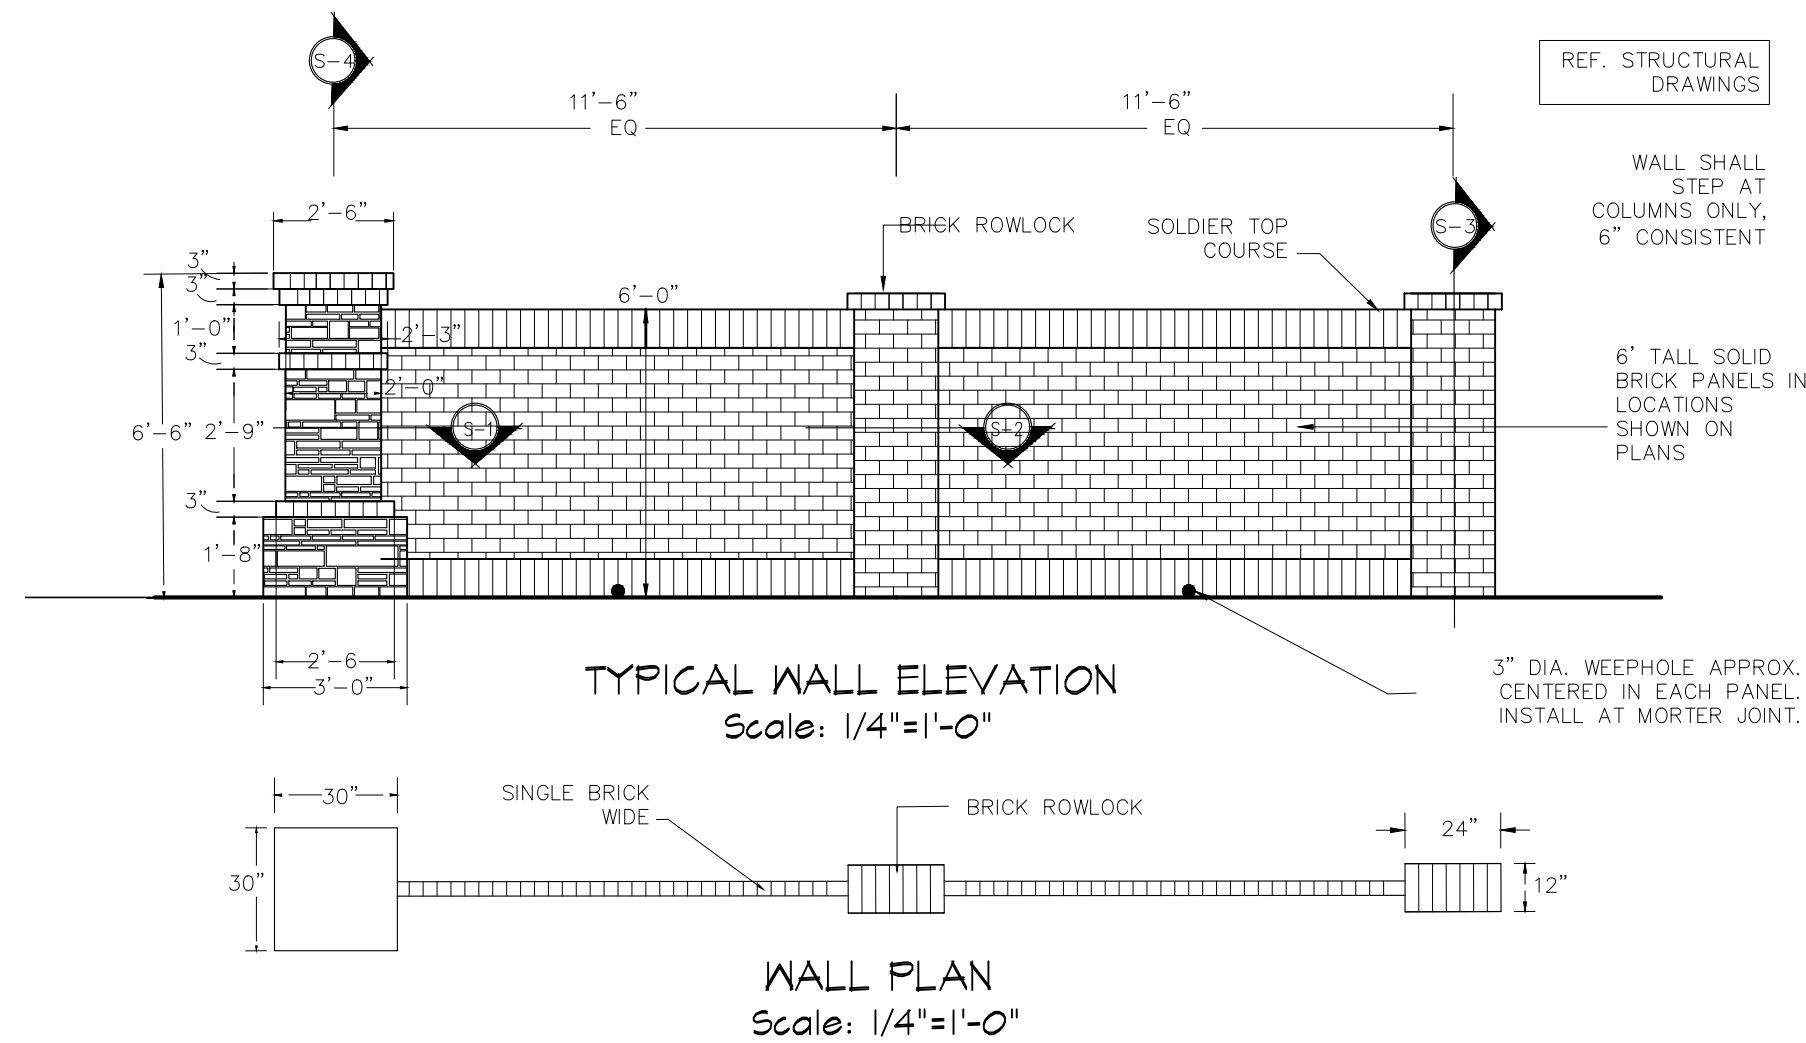 S-4
REF. STRUCTURAL
DRAWINGS
11'-6"
EQ
11'-6"
EQ
WALL SHALL
STEP AT
COLUMNS ONLY,
6" CONSISTENT
2'-6"
BRICK ROWLOCK
SOLDIER TOP
COURSE
S-3
3"
3"
6'-0"
1'-0"
2'-3"
3"
6' TALL SOLID
BRICK PANELS IN
LOCATIONS
SHOWN ON
PLANS
2'-0"
6'-6"
2'-9"
S-1
S-2
3"
1'-8"
2'-6
3'-0"
TYPICAL WALL ELEVATION
Scale: 1/4"=1'-0"
3" DIA. WEEPHOLE APPROX.
CENTERED IN EACH PANEL.
INSTALL AT MORTER JOINT.
30"
SINGLE BRICK
WIDE
BRICK ROWLOCK
24"
30"
12"
WALL PLAN
Scale: 1/4"=1'-0"